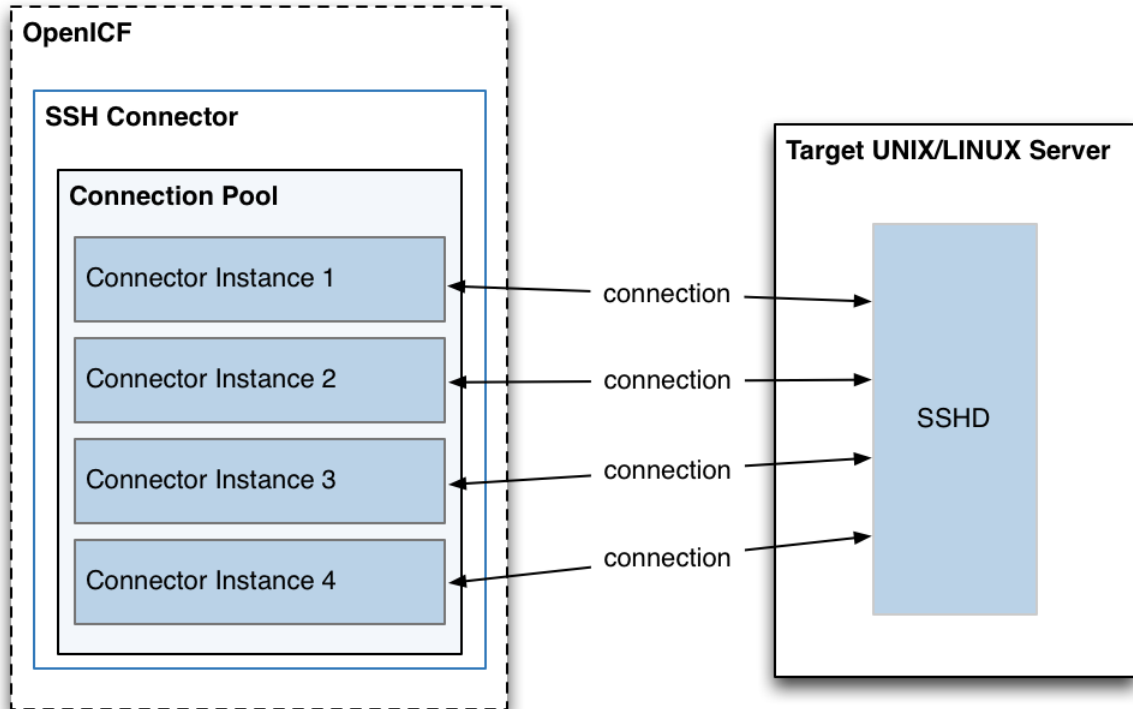 OpenICF
SSH Connector
Connection Pool
Connector Instance 1
Connector Instance 2
Connector Instance 3
Connector Instance 4
connection
connection
connection
connection
Target UNIX/LINUX Server
SSHD